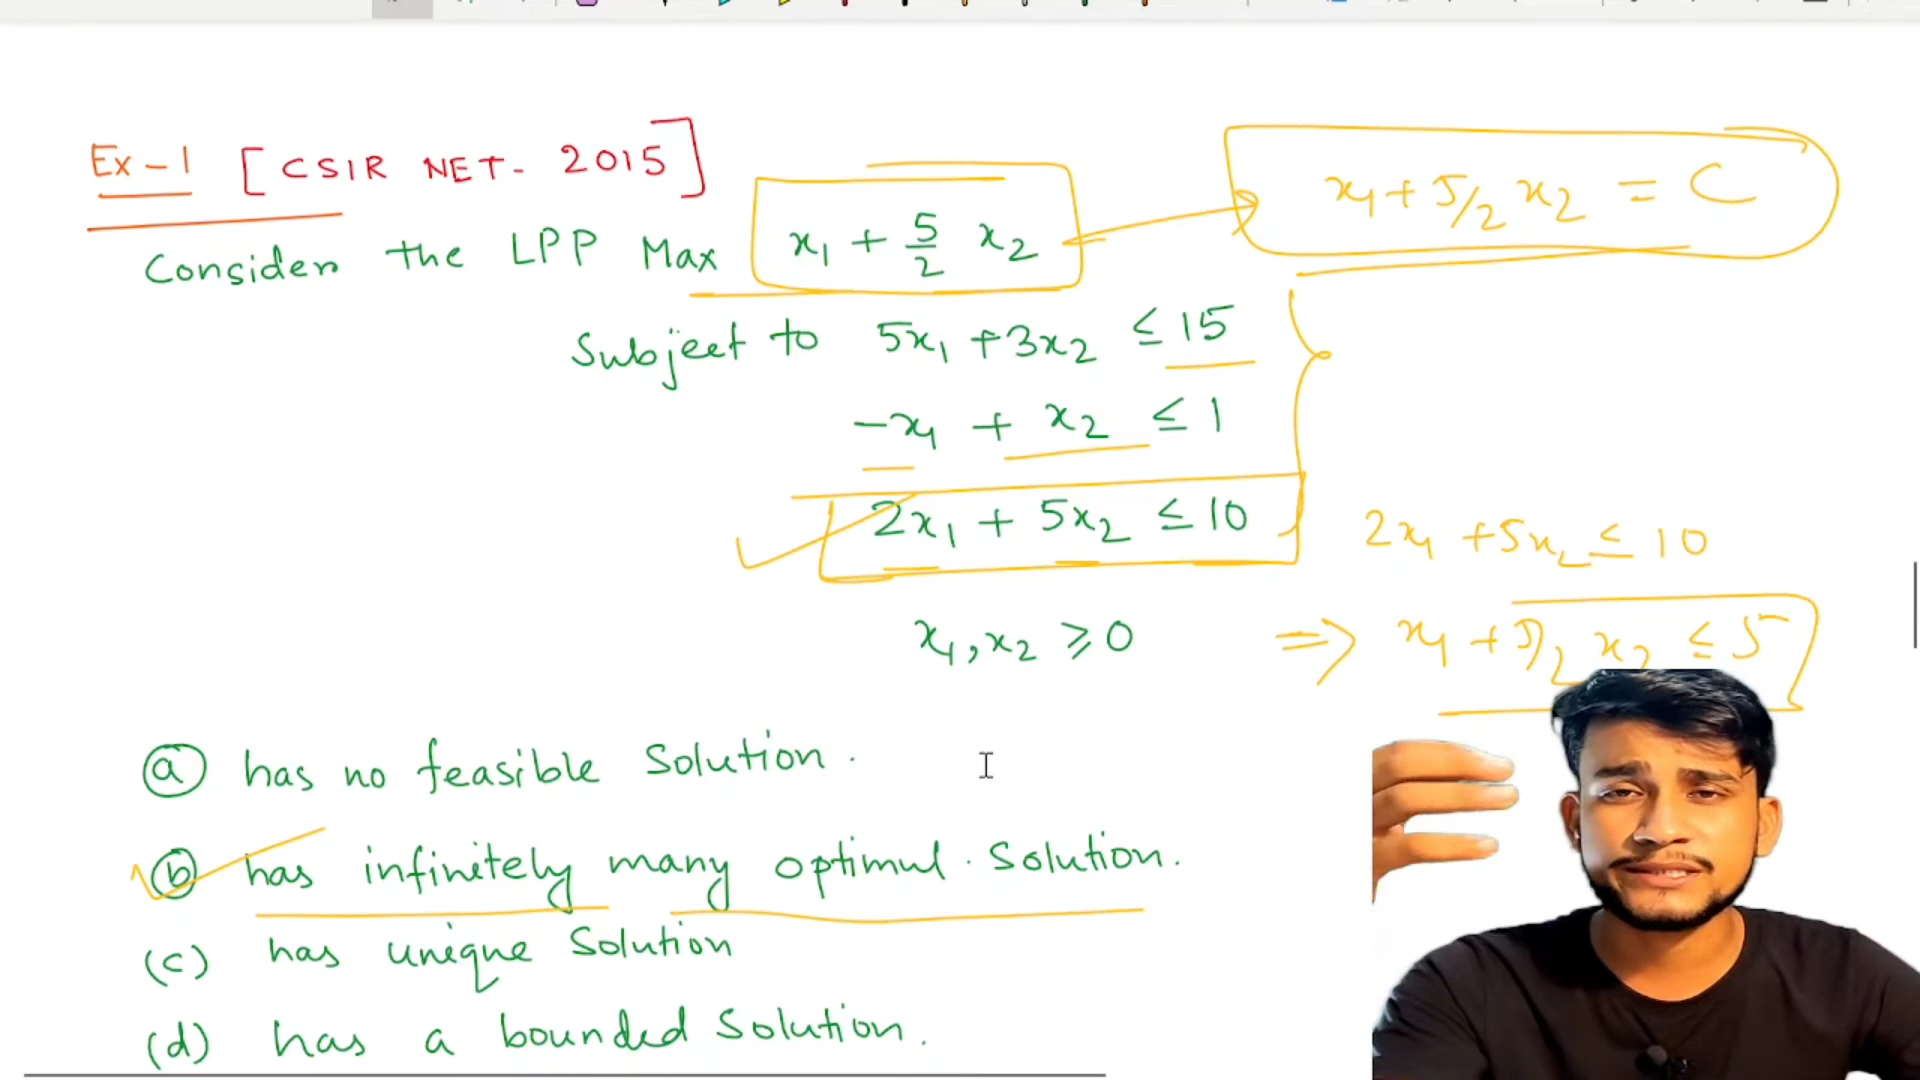 Ex-1 [CSIR NET- 2015]
Consider the LPP Max x₁ + 5/2 x₂
x₁ + 5/2 x₂ = C
Subject to 5x₁ + 3x₂ ≤ 15
-x₁ + x₂ ≤ 1
2x₁ + 5x₂ ≤ 10
2x₁ + 5x₂ ≤ 10
x₁, x₂ ≥ 0
⇒ x₁ + 5/2 x₂ ≤ 5
(a) has no feasible Solution.
(b) has infinitely many optimul. Solution.
(c) has unique Solution
(d) has a bounded Solution.